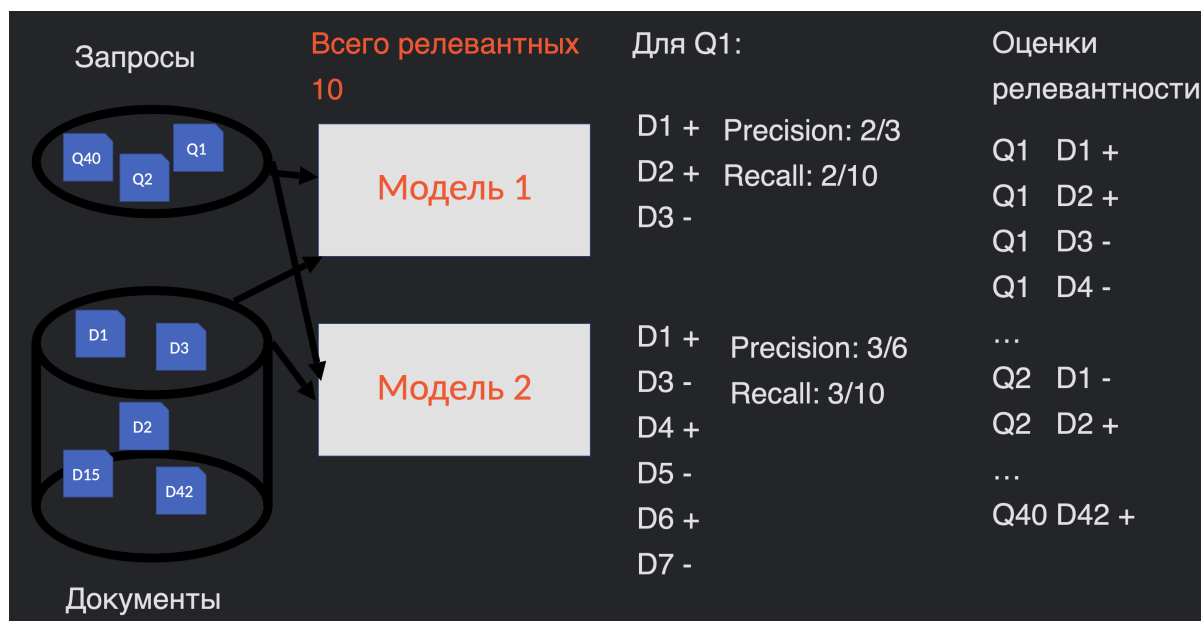 Запросы
Q40
Q1
Q2
D1
D3
D2
D15
D42
Документы
Всего релевантных
10
Модель 1
Модель 2
Для Q1:
D1 +
D2 +
D3 -
Precision: 2/3
Recall: 2/10
D1 +
D3 -
D4 +
D5 -
D6 +
D7 -
Precision: 3/6
Recall: 3/10
Оценки
релевантности
Q1 D1 +
Q1 D2 +
Q1 D3 -
Q1 D4 -
...
Q2 D1 -
Q2 D2 +
...
Q40 D42 +